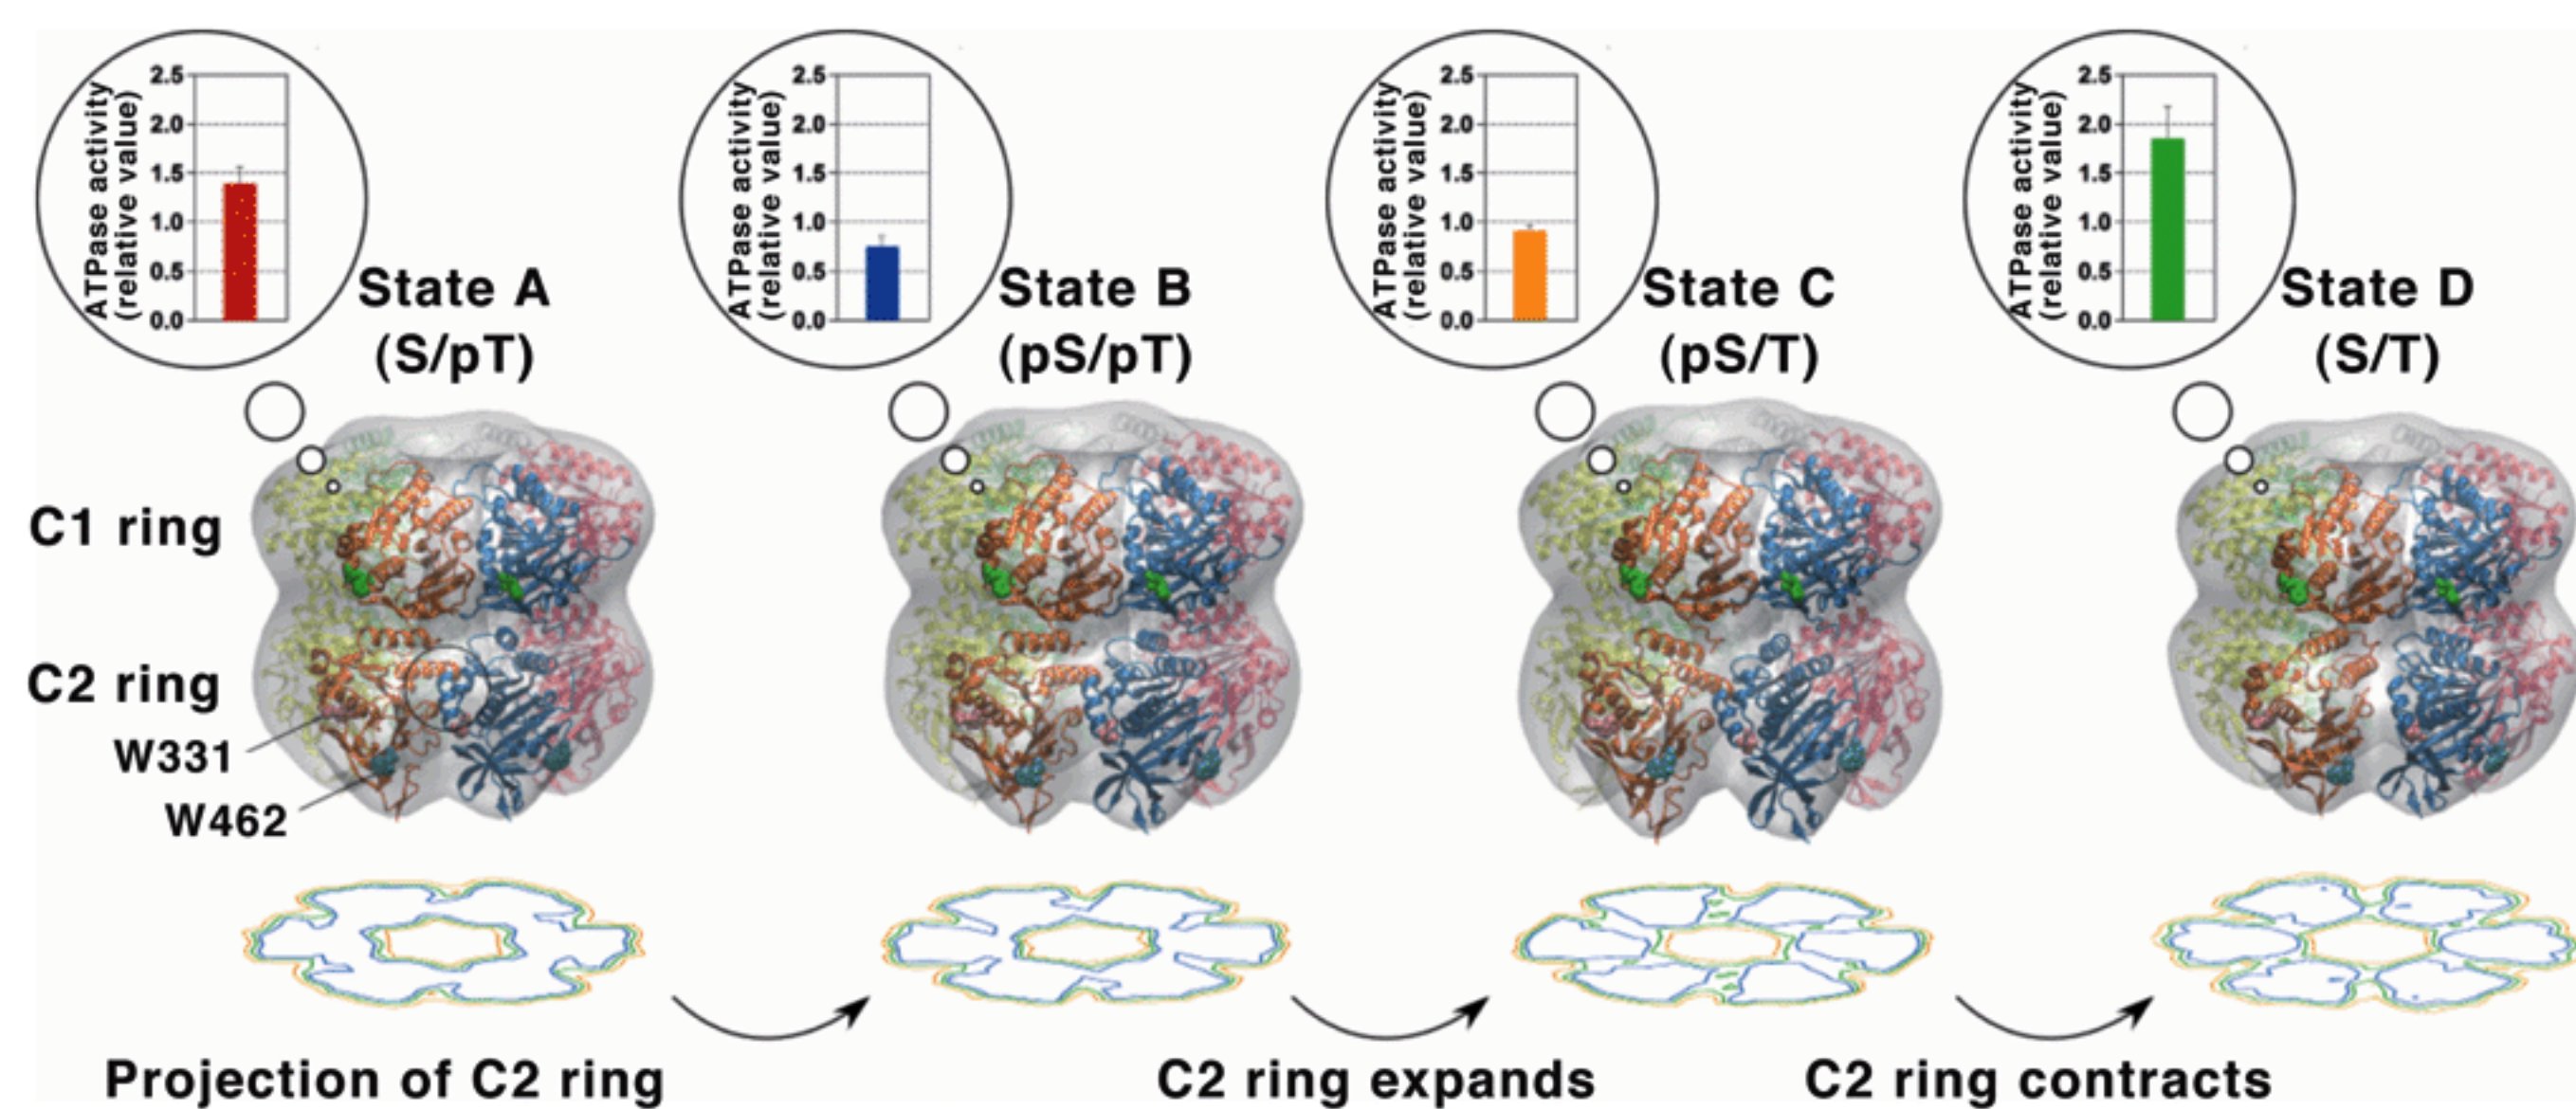 2.5
2.0
1.5
1.0
0.5
0.0
ATPase activity
(relative value)
State A
(S/pT)
2.5
2.0
1.5
1.0
0.5
0.0
ATPase activity
(relative value)
State B
(pS/pT)
2.5
2.0
1.5
1.0
0.5
0.0
ATPase activity
(relative value)
State C
(pS/T)
2.5
2.0
1.5
1.0
0.5
0.0
ATPase activity
(relative value)
State D
(S/T)
C1 ring
C2 ring
W331
W462
Projection of C2 ring
C2 ring expands
C2 ring contracts